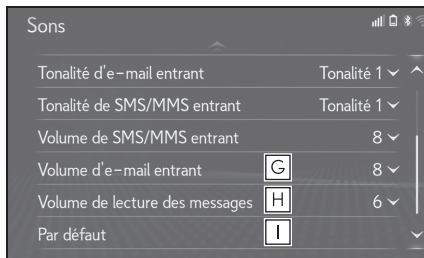 Sons
Tonalité d'e-mail entrant Tonalité 1
Tonalité de SMS/MMS entrant Tonalité 1
Volume de SMS/MMS entrant 8
Volume d'e-mail entrant G 8
Volume de lecture des messages H 6
Par défaut I